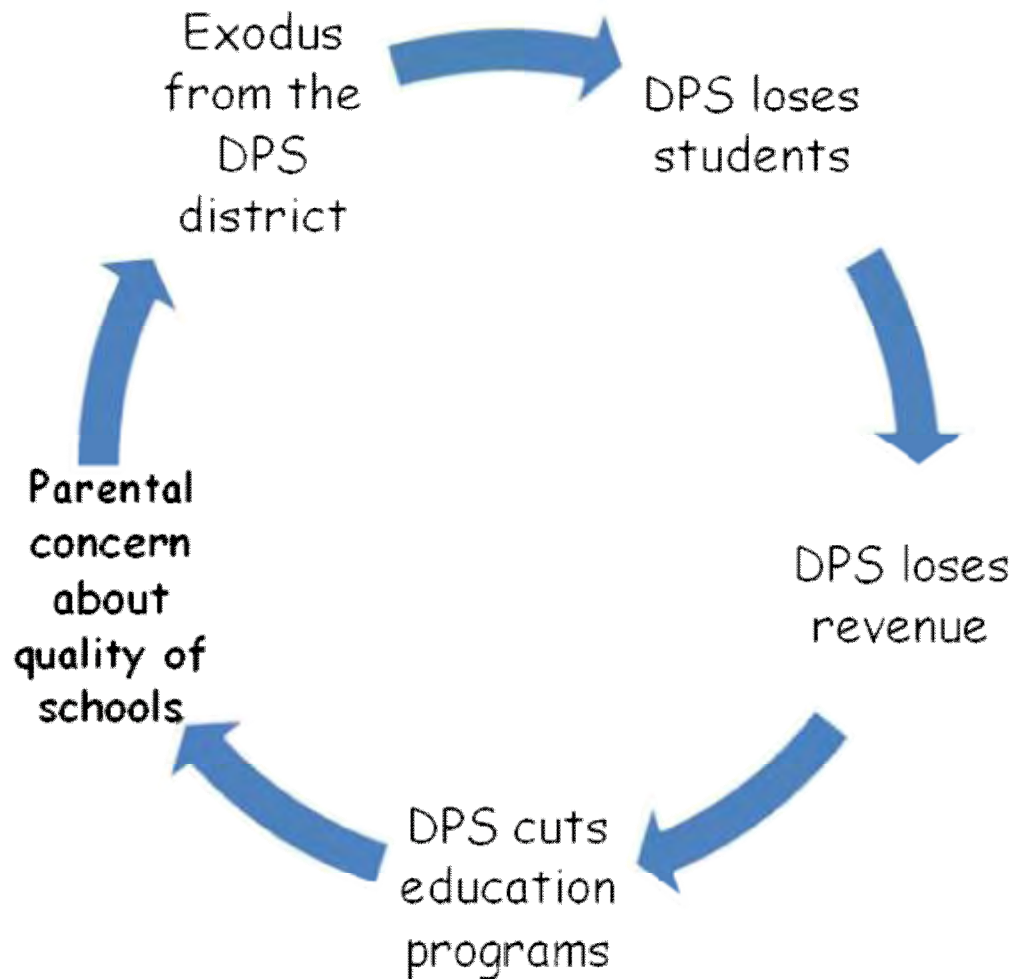 Exodus
from the
DPS
district
DPS loses
students
DPS loses
revenue
DPS cuts
education
programs
Parental
concern
about
quality of
schools